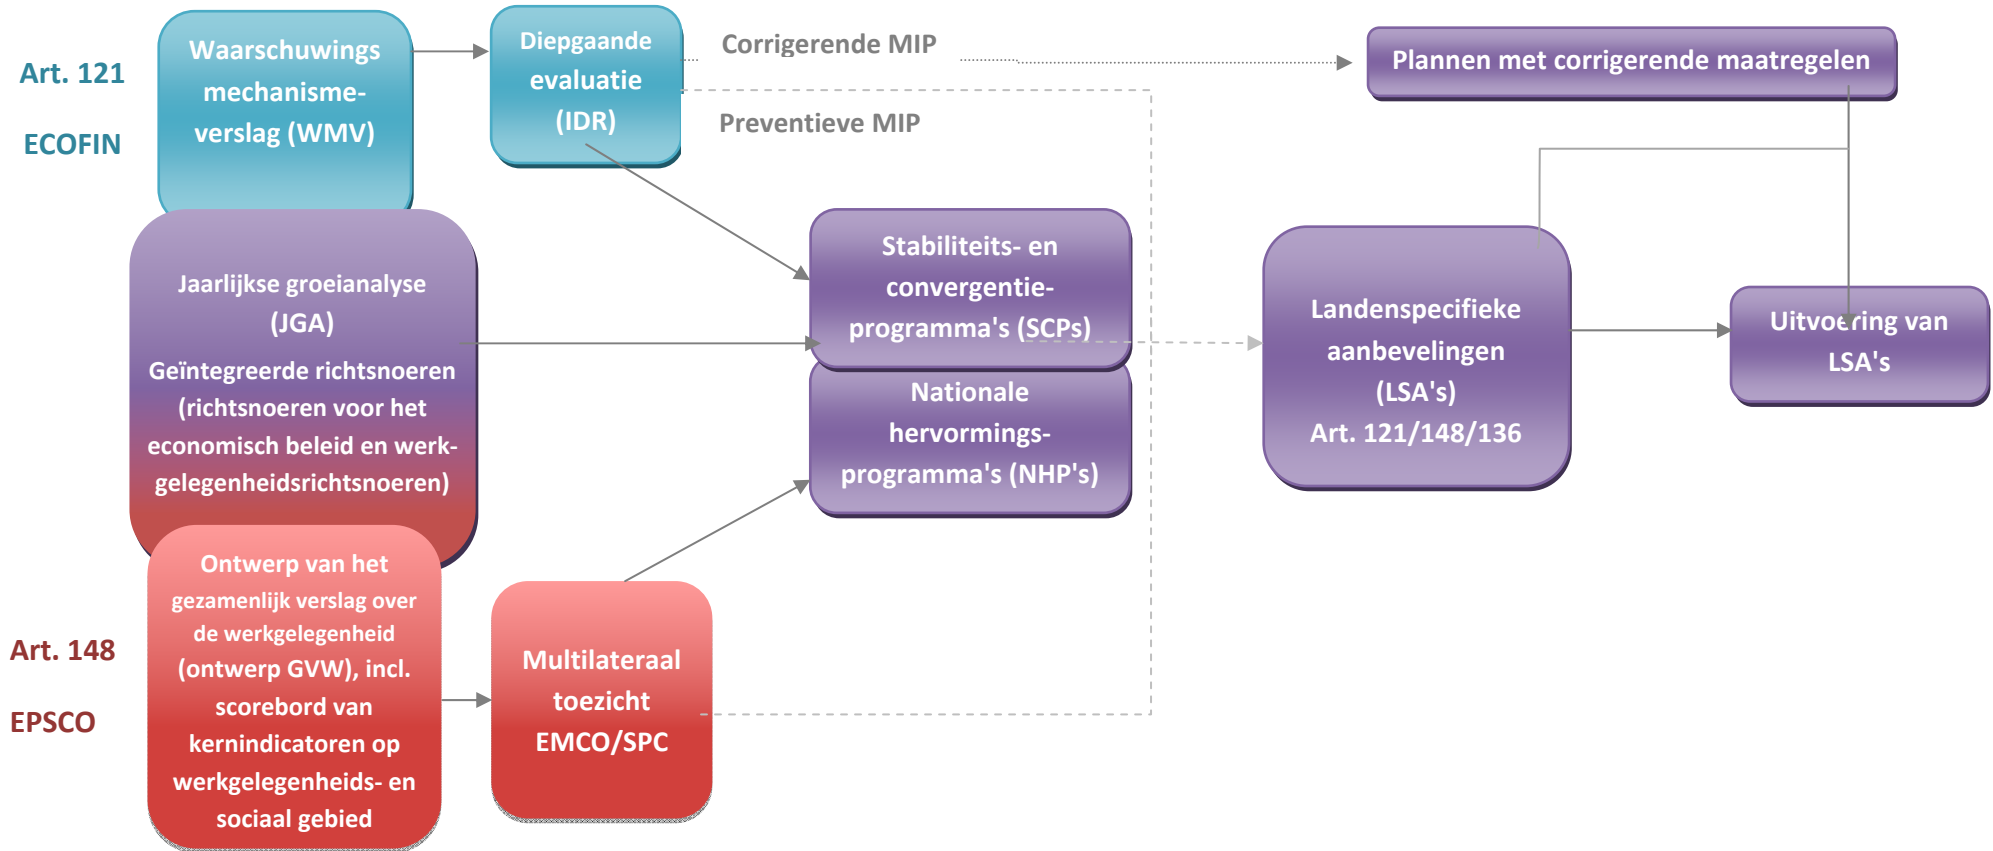 Art. 121
ECOFIN
Waarschuwings
mechanisme-
verslag (WMV)
Diepgaande
evaluatie
(IDR)
Corrigerende MIP
Preventieve MIP
Plannen met corrigerende maatregelen
Jaarlijkse groeianalyse
(JGA)
Geïntegreerde richtsnoeren
(richtsnoeren voor het
economisch beleid en werk-
gelegenheidsrichtsnoeren)
Stabiliteits- en
convergentie-
programma's (SCPs)
Nationale
hervormings-
programma's (NHP's)
Landenspecifieke
aanbevelingen
(LSA's)
Art. 121/148/136
Uitvoering van
LSA's
Art. 148
EPSCO
Ontwerp van het
gezamenlijk verslag over
de werkgelegenheid
(ontwerp GVW), incl.
scorebord van
kernindicatoren op
werkgelegenheids- en
sociaal gebied
Multilateraal
toezicht
EMCO/SPC